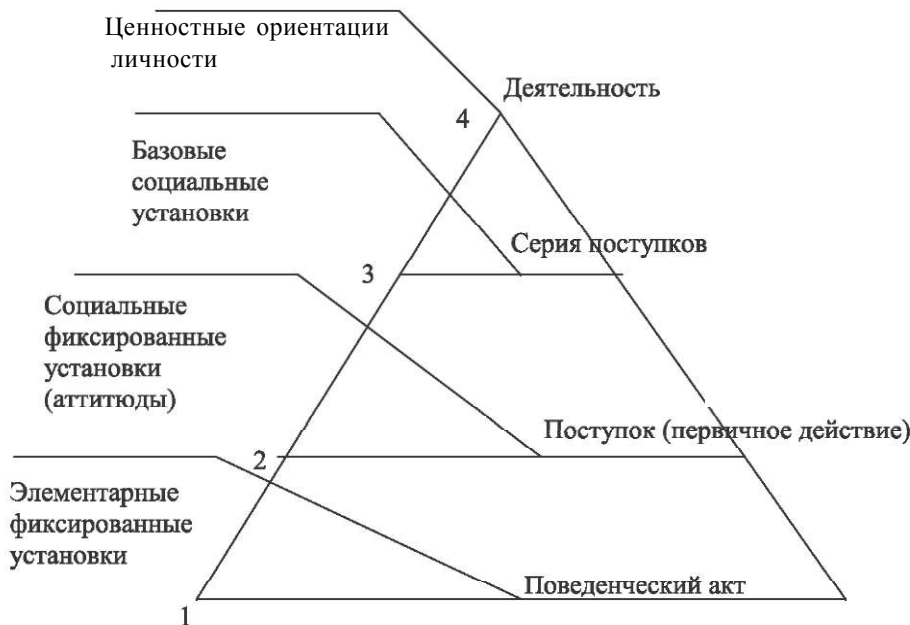 Ценностные ориентации
личности
Деятельность
4
Базовые
социальные
установки
Серия поступков
3
Социальные
фиксированные
установки
(аттитюды)
Поступок (первичное действие)
2
Элементарные
фиксированные
установки
Поведенческий акт
1